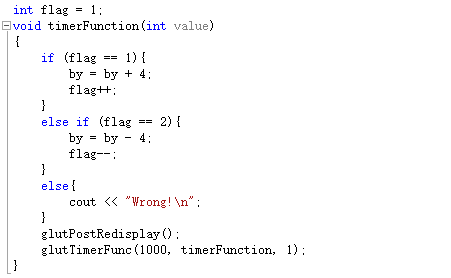 int flag = 1;
void timerFunction(int value)
{
    if (flag == 1){
        by = by + 4;
        flag++;
    }
    else if (flag == 2){
        by = by - 4;
        flag--;
    }
    else{
        cout << "Wrong!\n";
    }
    glutPostRedisplay();
    glutTimerFunc(1000, timerFunction, 1);
}